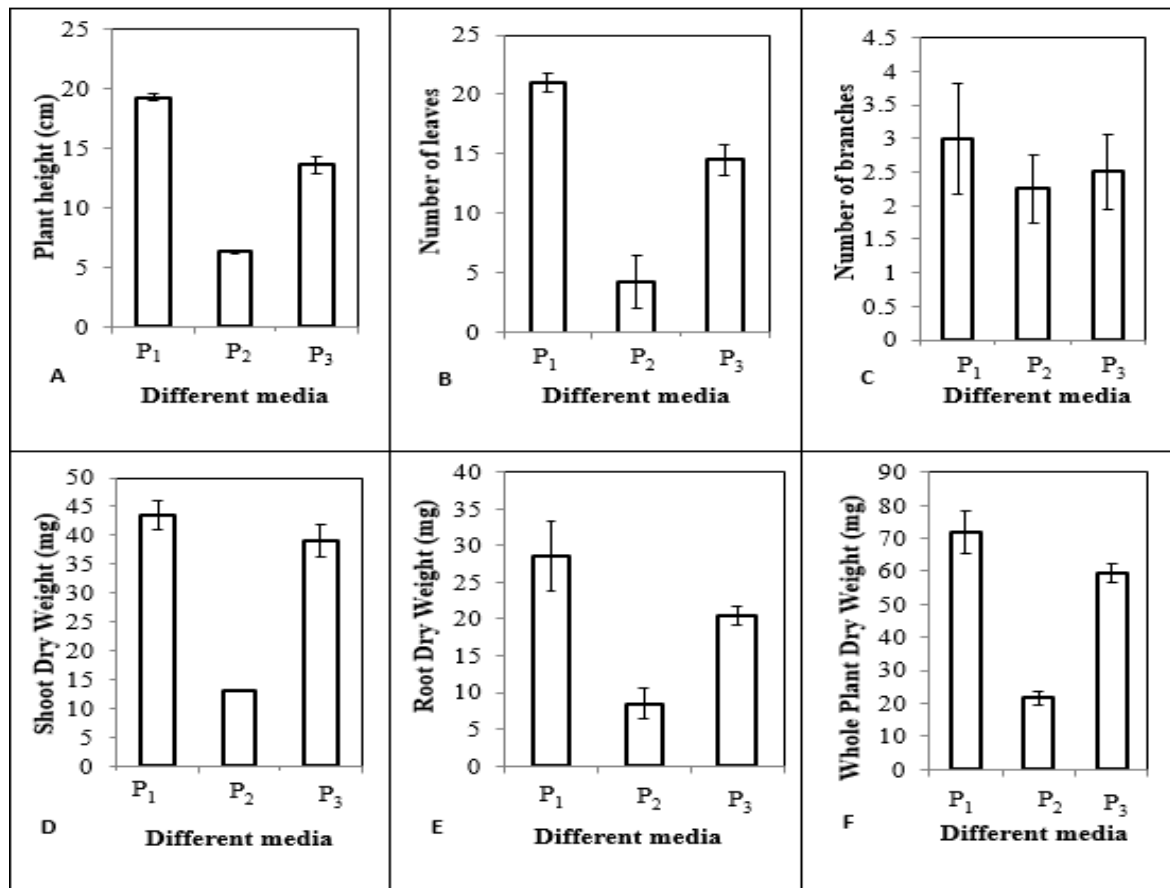 Plant height (cm)
25
20
15
10
5
0
P₁ P₂ P₃
A
Different media
Number of leaves
25
20
15
10
5
0
P₁ P₂ P₃
B
Different media
Number of branches
4.5
4
3.5
3
2.5
2
1.5
1
0.5
0
P₁ P₂ P₃
C
Different media
Shoot Dry Weight (mg)
50
45
40
35
30
25
20
15
10
5
0
P₁ P₂ P₃
D
Different media
Root Dry Weight (mg)
40
35
30
25
20
15
10
5
0
P₁ P₂ P₃
E
Different media
Whole Plant Dry Weight (mg)
90
80
70
60
50
40
30
20
10
0
P₁ P₂ P₃
F
Different media